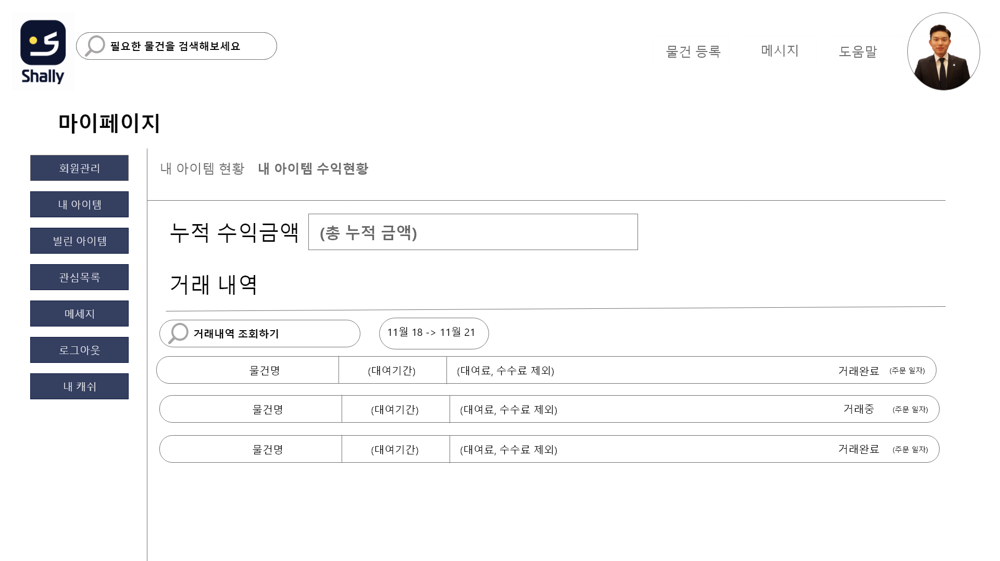 Shally
필요한 물건을 검색해보세요
물건 등록
메시지
도움말
마이페이지
회원관리
내 아이템
빌린 아이템
관심목록
메세지
로그아웃
내 캐쉬
내 아이템 현황
내 아이템 수익현황
누적 수익금액
(총 누적 금액)
거래 내역
거래내역 조회하기
11월 18 -> 11월 21
물건명 (대여기간) (대여료, 수수료 제외) 거래완료 (주문 일자)
물건명 (대여기간) (대여료, 수수료 제외) 거래중 (주문 일자)
물건명 (대여기간) (대여료, 수수료 제외) 거래완료 (주문 일자)